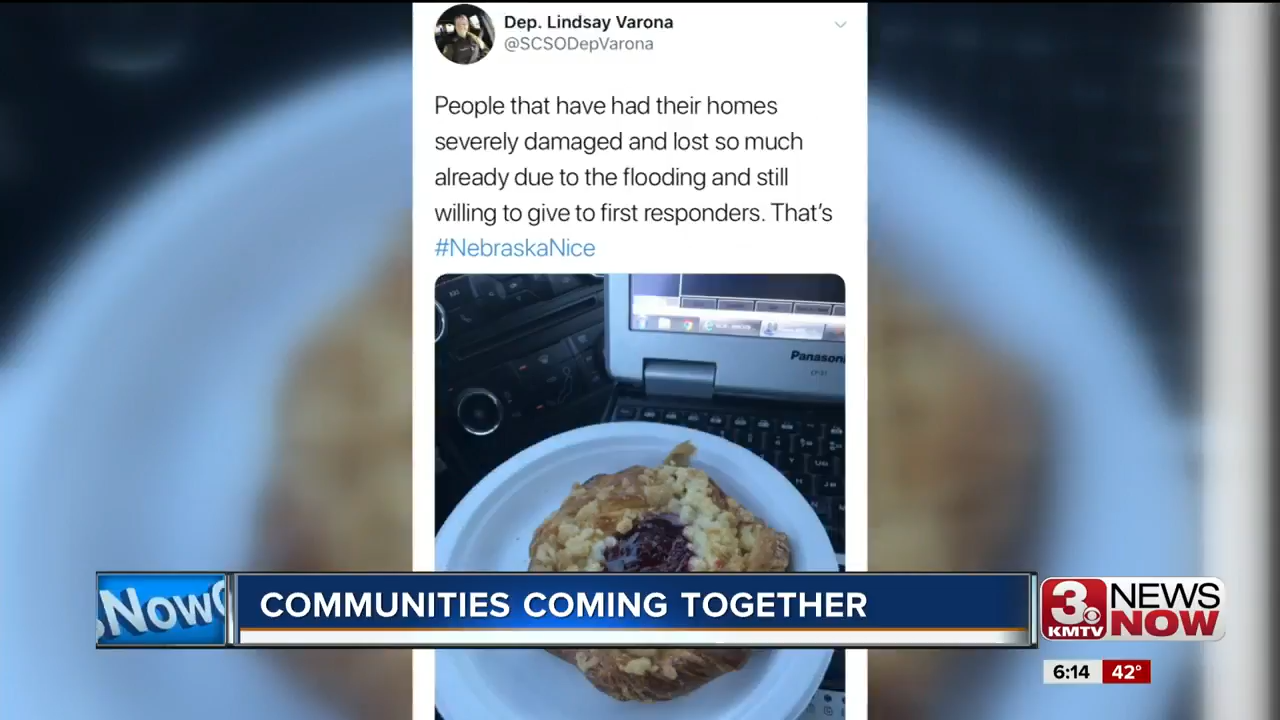 Dep. Lindsay Varona
@SCSODepVarona
People that have had their homes
severely damaged and lost so much
already due to the flooding and still
willing to give to first responders. That's
#NebraskaNice
Panason
Now
COMMUNITIES COMING TOGETHER
3
KMTV
NEWS
NOW
6:14 42°